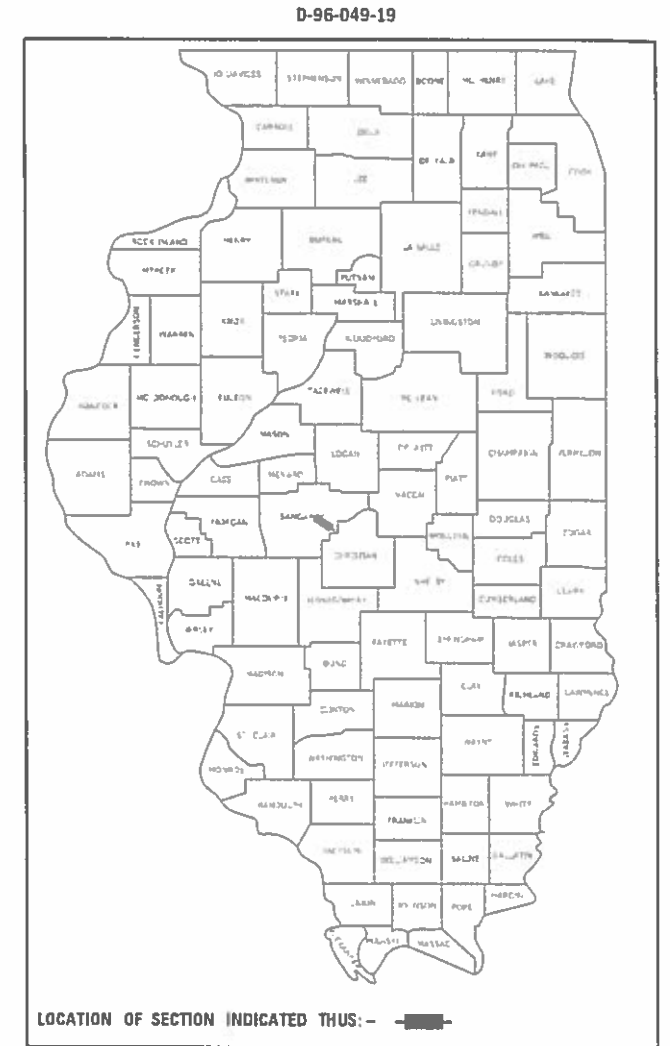 D-96-049-19
JO DAVIESS STEPHENSON WINNEBAGO BOONE MC HENRY LAKE
CARROLL OGLE
DE KALB KANE DU PAGE COOK
WHITESIDE LEE
KENDALL WILL
ROCK ISLAND HENRY BUREAU LA SALLE GRUNDY
MERCER PUTNAM KANKAKEE
STARK MARSHALL
HENDERSON WARREN KNOX PEORIA WOODFORD LIVINGSTON IROQUOIS
HANCOCK MC DONOUGH FULTON TAZEWELL MC LEAN FORD
SCHUYLER MASON LOGAN DE WITT CHAMPAIGN VERMILION
ADAMS BROWN CASS MENARD PIATT
MACON
PIKE SCOTT MORGAN SANGAMON MOULTRIE DOUGLAS EDGAR
CHRISTIAN COLES
CALHOUN GREENE MACOUPIN MONTGOMERY SHELBY CUMBERLAND CLARK
JERSEY FAYETTE EFFINGHAM JASPER CRAWFORD
MADISON BOND CLAY RICHLAND LAWRENCE
CLINTON MARION
ST. CLAIR WASHINGTON JEFFERSON WAYNE EDWARDS WABASH
MONROE
RANDOLPH PERRY FRANKLIN HAMILTON WHITE
JACKSON WILLIAMSON SALINE GALLATIN
UNION JOHNSON POPE HARDIN
PULASKI MASSAC
LOCATION OF SECTION INDICATED THUS: -